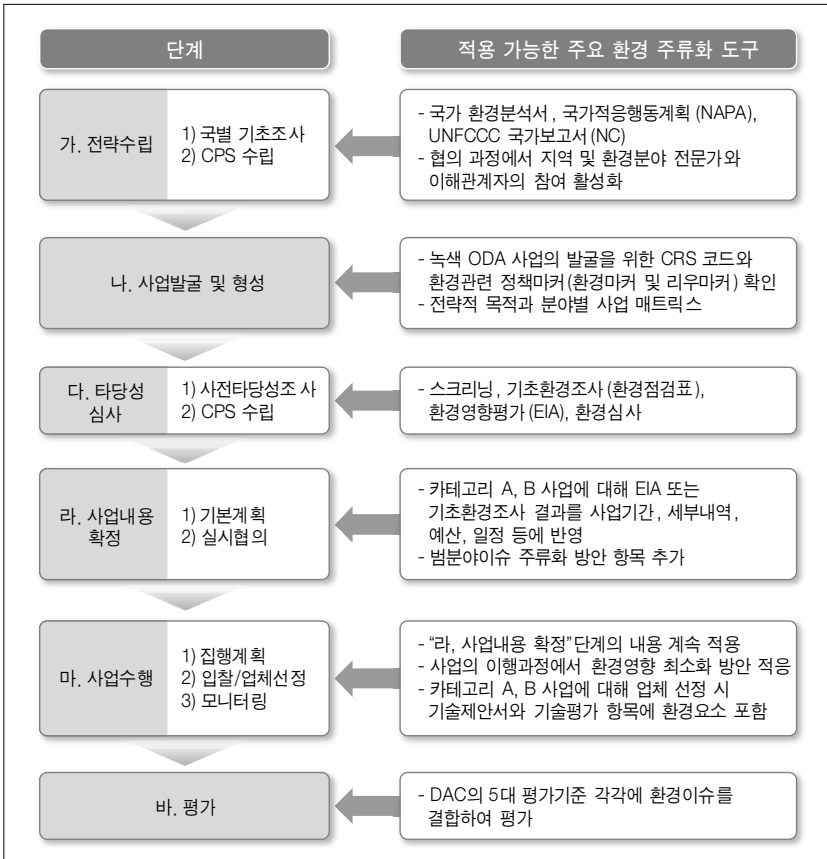 단계
적용 가능한 주요 환경 주류화 도구
가. 전략수립
1) 국별 기초조사
2) CPS 수립
- 국가 환경분석서, 국가적응행동계획(NAPA),
UNFCCC 국가보고서(NC)
- 협의 과정에서 지역 및 환경분야 전문가와
이해관계자의 참여 활성화
나. 사업발굴 및 형성
- 녹색 ODA 사업의 발굴을 위한 CRS 코드와
환경관련 정책마커(환경마커 및 리우마커) 확인
- 전략적 목적과 분야별 사업 매트릭스
다. 타당성
심사
1) 사전타당성조 사
2) CPS 수립
- 스크리닝, 기초환경조사(환경점검표),
환경영향평가(EIA), 환경심사
라. 사업내용
확정
1) 기본계획
2) 실시협의
- 카테고리 A, B 사업에 대해 EIA 또는
기초환경조사 결과를 사업기간, 세부내역,
예산, 일정 등에 반영
- 범분야이슈 주류화 방안 항목 추가
마. 사업수행
1) 집행계획
2) 입찰/업체선정
3) 모니터링
- “라, 사업내용 확정”단계의 내용 계속 적용
- 사업의 이행과정에서 환경영향 최소화 방안 적응
- 카테고리 A, B 사업에 대해 업체 선정 시
기술제안서와 기술평가 항목에 환경요소 포함
바. 평가
- DAC의 5대 평가기준 각각에 환경이슈를
결합하여 평가